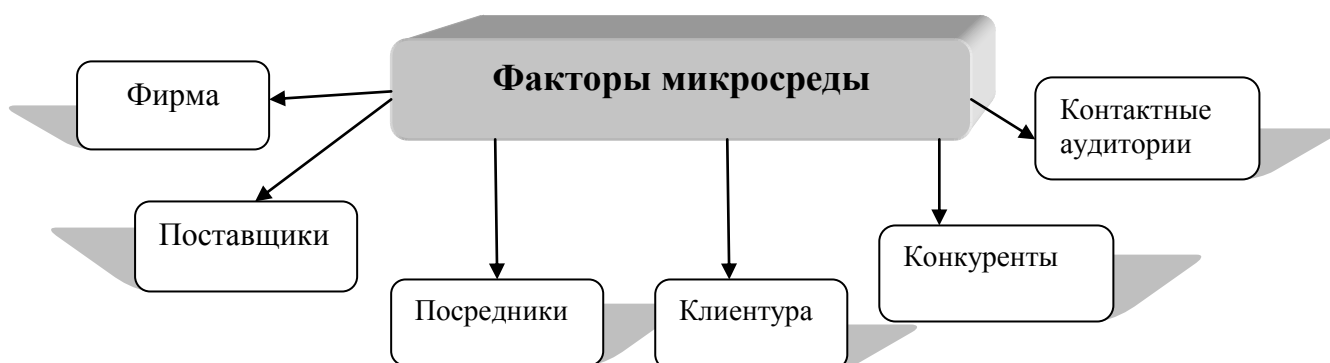 Факторы микросреды
Фирма
Контактные
аудитории
Поставщики
Конкуренты
Посредники
Клиентура